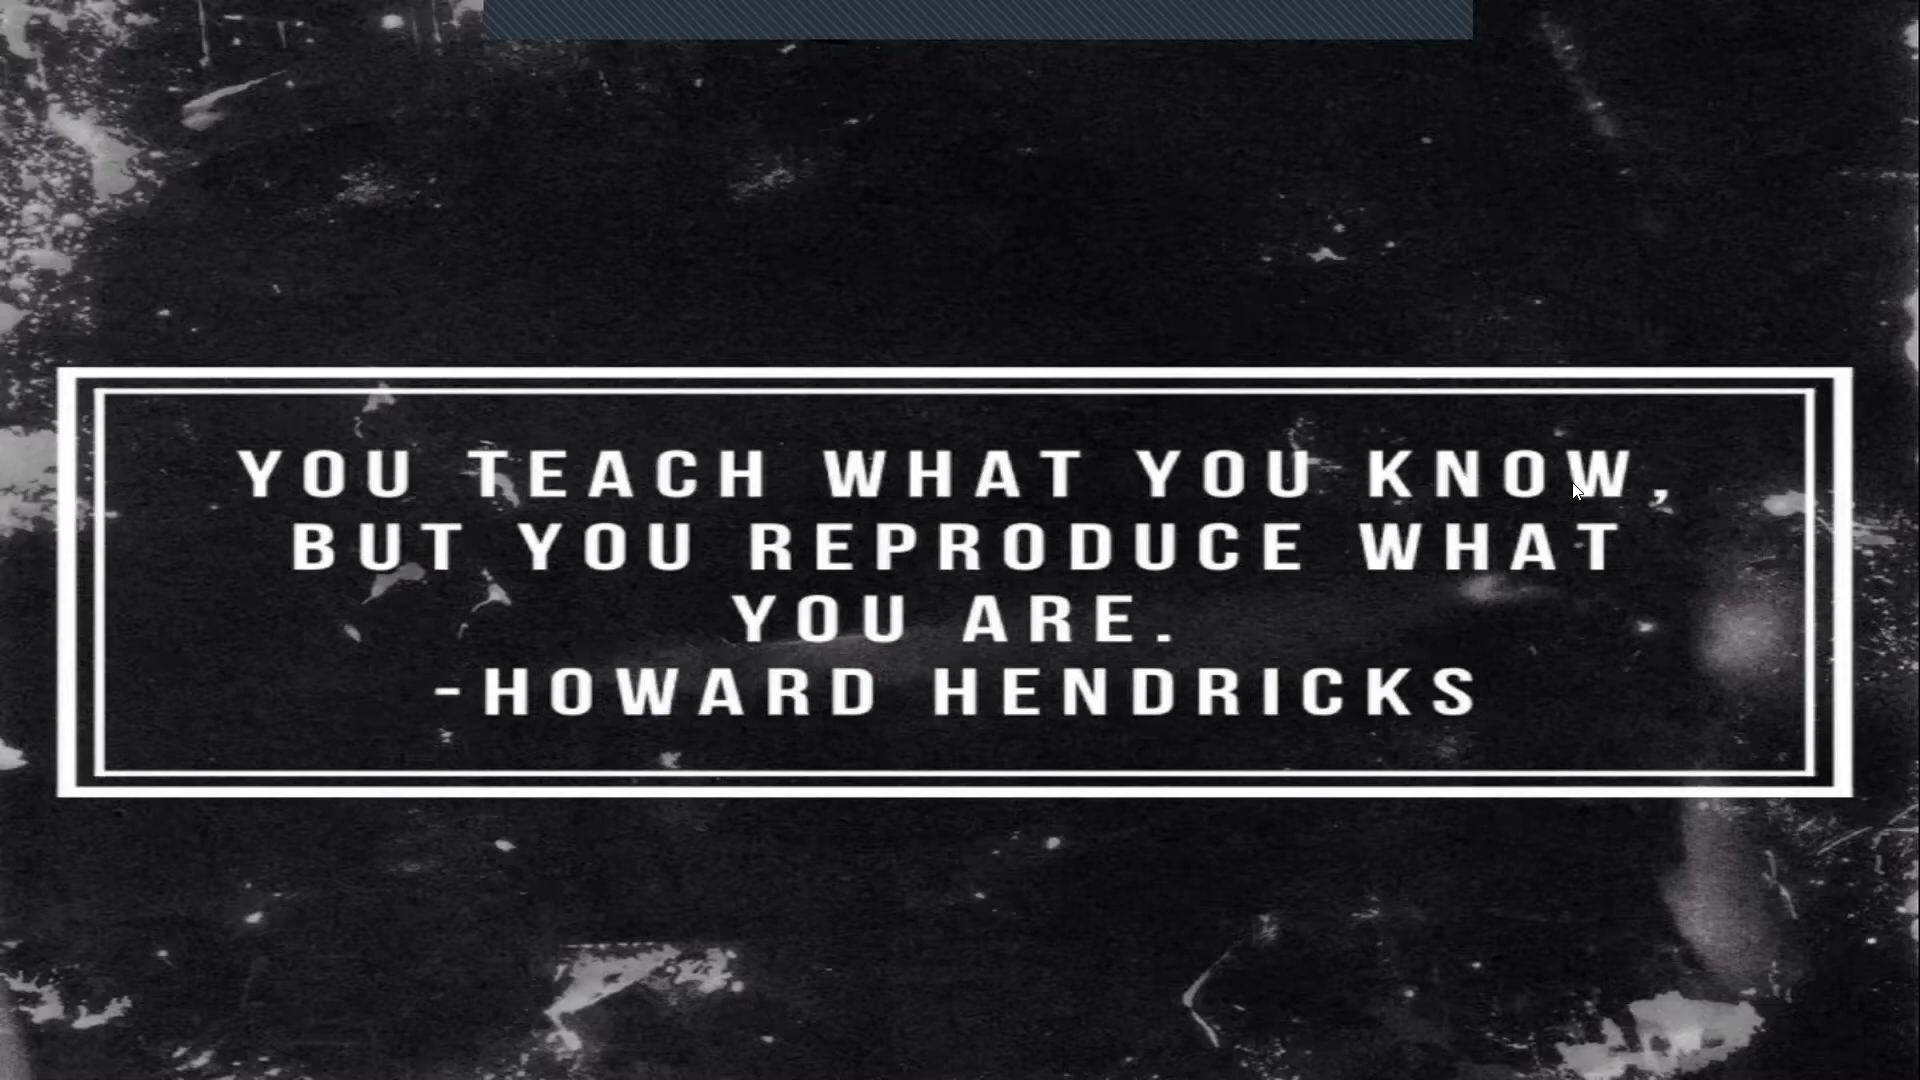 YOU TEACH WHAT YOU KNOW,
BUT YOU REPRODUCE WHAT
YOU ARE.
-HOWARD HENDRICKS